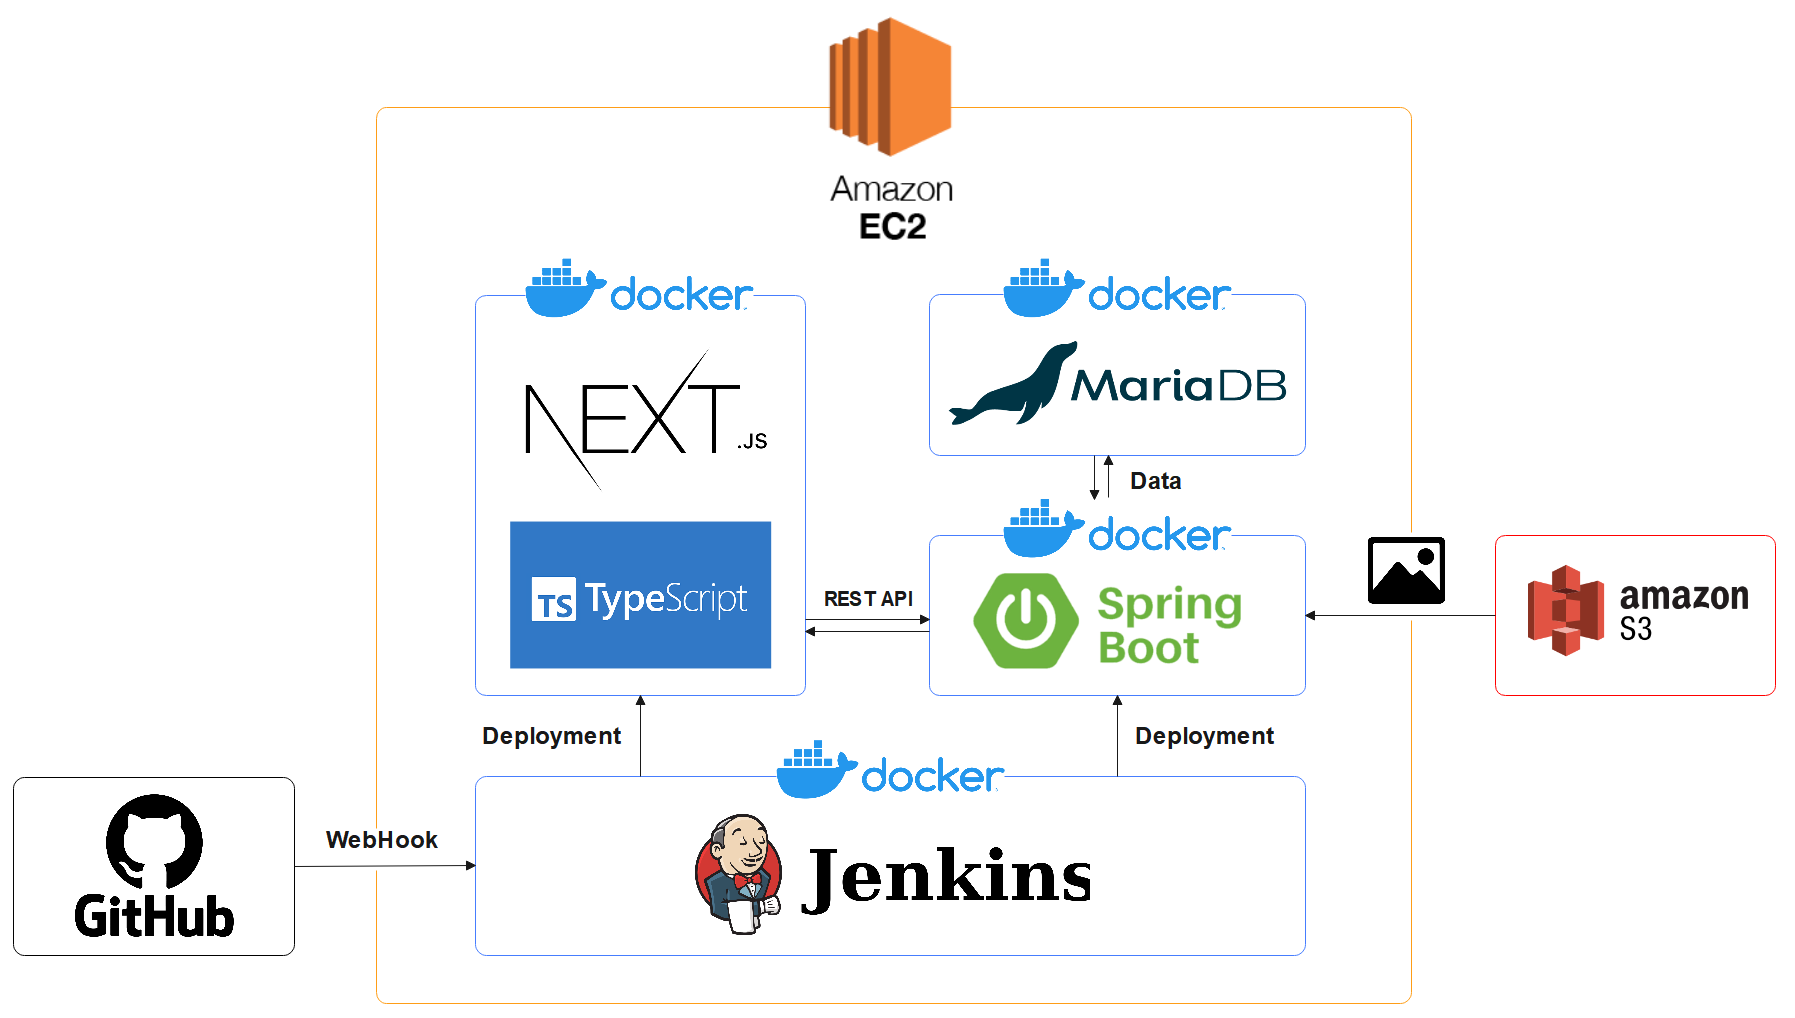 Amazon
EC2
docker
docker
NEXT.JS
MariaDB
Data
docker
TS TypeScript
REST API
Spring
Boot
amazon
S3
Deployment
Deployment
docker
WebHook
GitHub
Jenkins